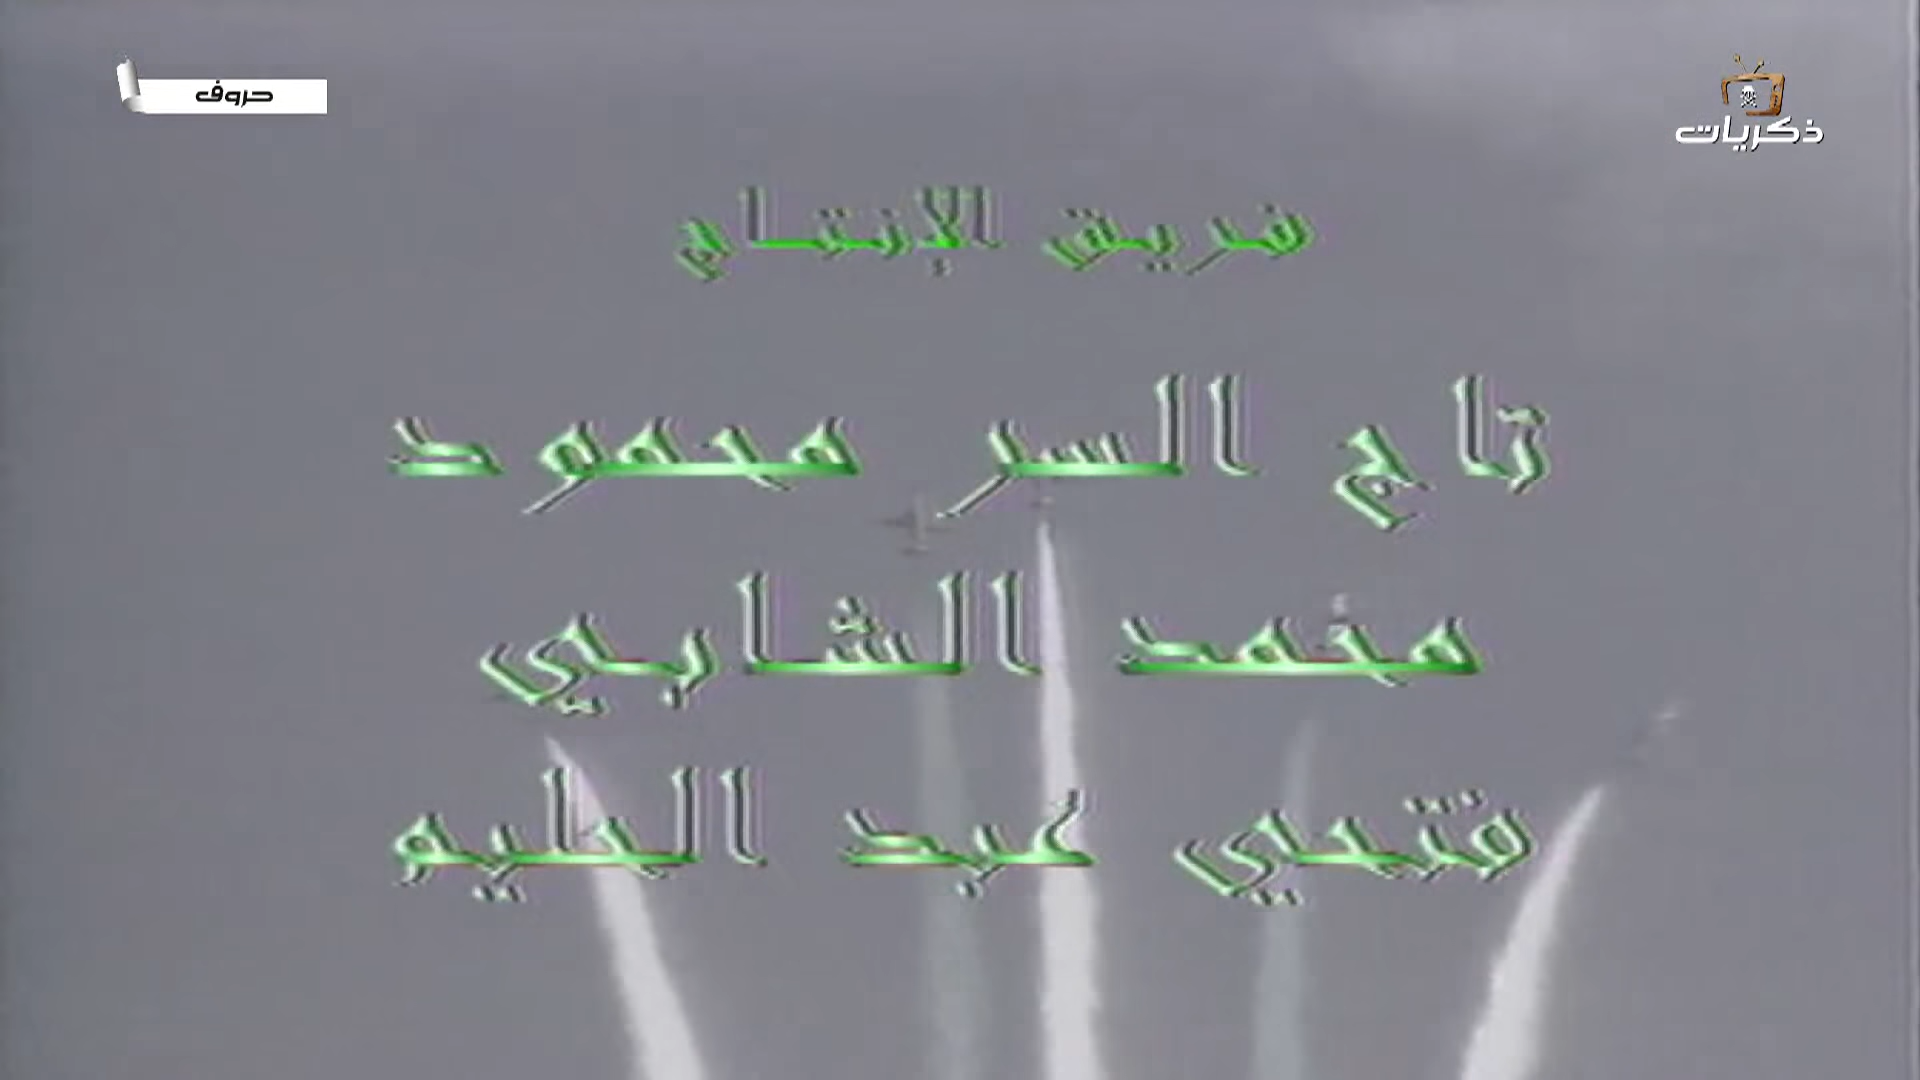 حروف
ذكريات
فريق الإنتاج
تاج السر محمود
محمد الشابي
فتحي عبد الحليم